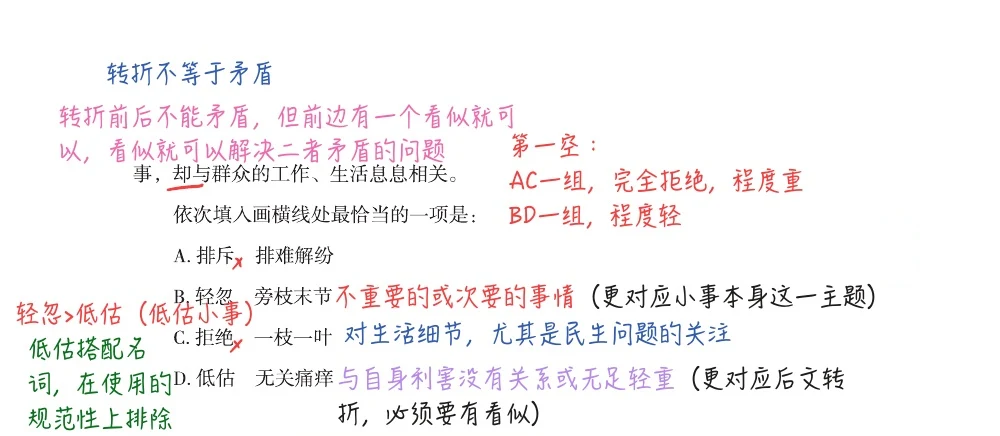 转折不等于矛盾
转折前后不能矛盾，但前边有一个看似就可
以，看似就可以解决二者矛盾的问题
第一空：
AC一组，完全拒绝，程度重
BD一组，程度轻
事，却与群众的工作、生活息息相关。
依次填入画横线处最恰当的一项是：
A. 排斥 排难解纷
B. 轻忽 旁枝末节 不重要的或次要的事情（更对应小事本身这一主题）
轻忽>低估（低估小事）
C. 拒绝 一枝一叶 对生活细节，尤其是民生问题的关注
D. 低估 无关痛痒 与自身利害没有关系或无足轻重（更对应后文转
折，必须要有看似）
低估搭配名
词，在使用的
规范性上排除